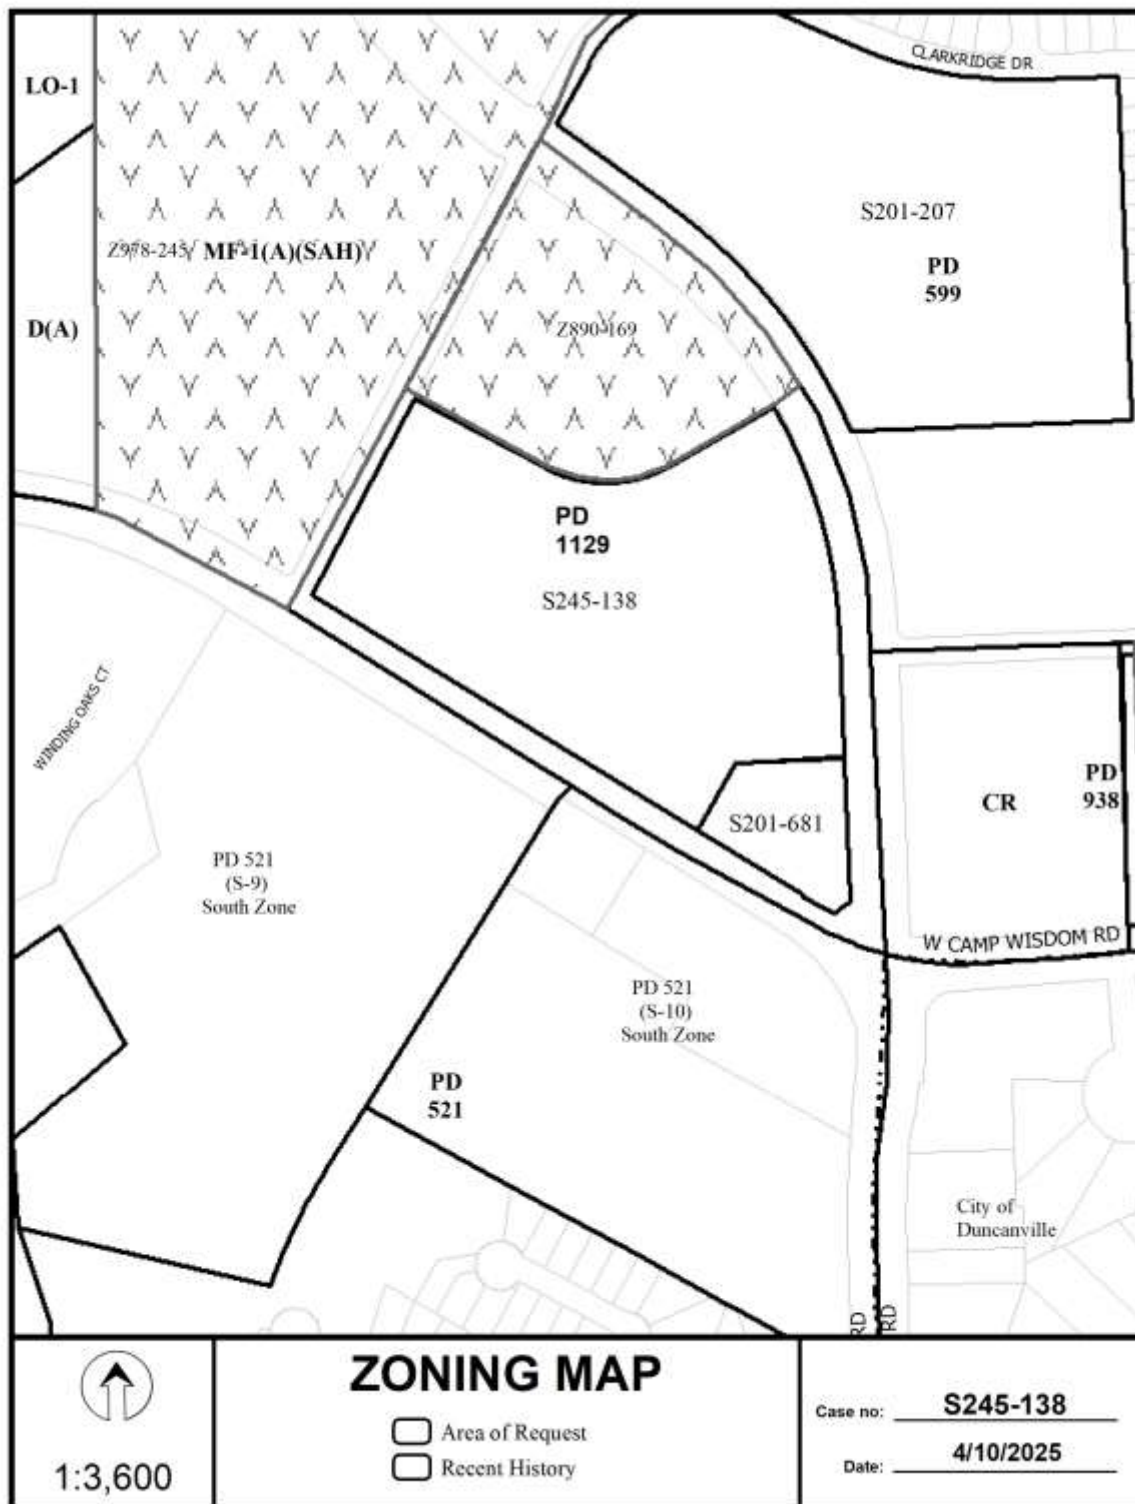 CLARKRIDGE DR
LO-1
S201-207
PD
599
Z978-245
MF-1(A)(SAH)
D(A)
Z890-169
PD
1129
S245-138
WINDING OAKS CT
PD
938
CR
S201-681
PD 521
(S-9)
South Zone
W CAMP WISDOM RD
PD 521
(S-10)
South Zone
PD
521
City of
Duncanville
RD
RD
ZONING MAP
Area of Request
Recent History
1:3,600
Case no: S245-138
Date: 4/10/2025